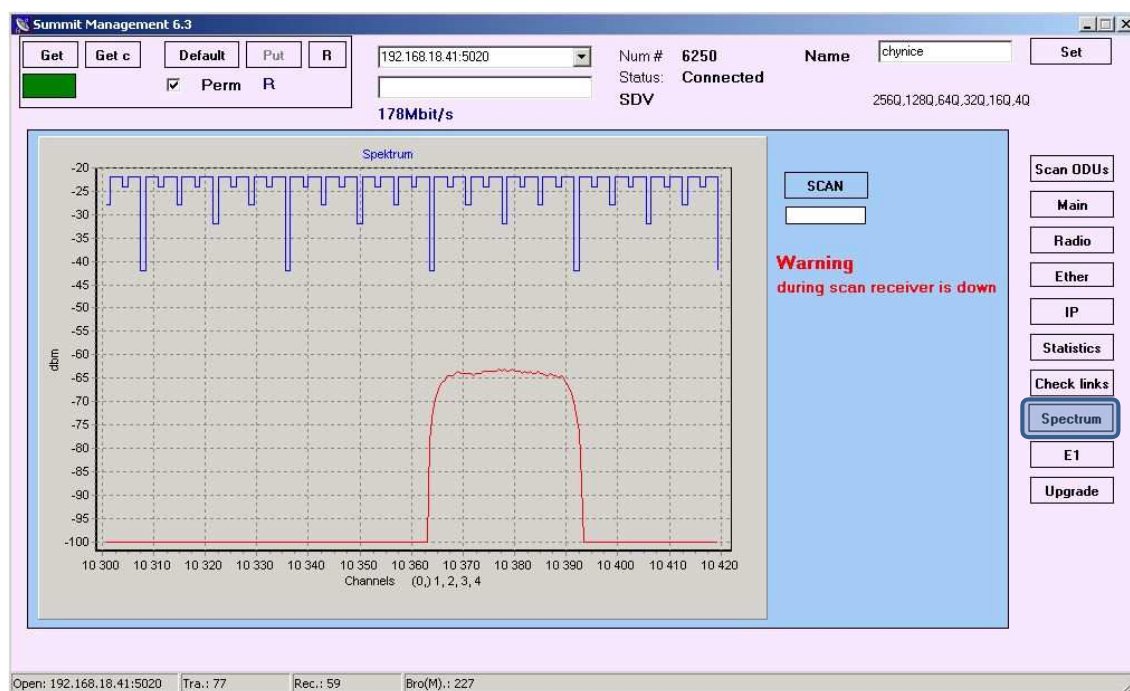 Summit Management 6.3
Get Get c Default Put R
Perm R
192.168.18.41:5020
178Mbit/s
Num # 6250
Status: Connected
SDV
Name chynice Set
256Q,128Q,64Q,32Q,16Q,4Q
Spektrum
-20
-25
-30
-35
-40
-45
-50
-55
-60
-65
-70
-75
-80
-85
-90
-95
-100
dbm
10 300 10 310 10 320 10 330 10 340 10 350 10 360 10 370 10 380 10 390 10 400 10 410 10 420
Channels (0,) 1, 2, 3, 4
SCAN
Warning
during scan receiver is down
Scan ODUs
Main
Radio
Ether
IP
Statistics
Check links
Spectrum
E1
Upgrade
Open: 192.168.18.41:5020 Tra.: 77 Rec.: 59 Bro(M).: 227